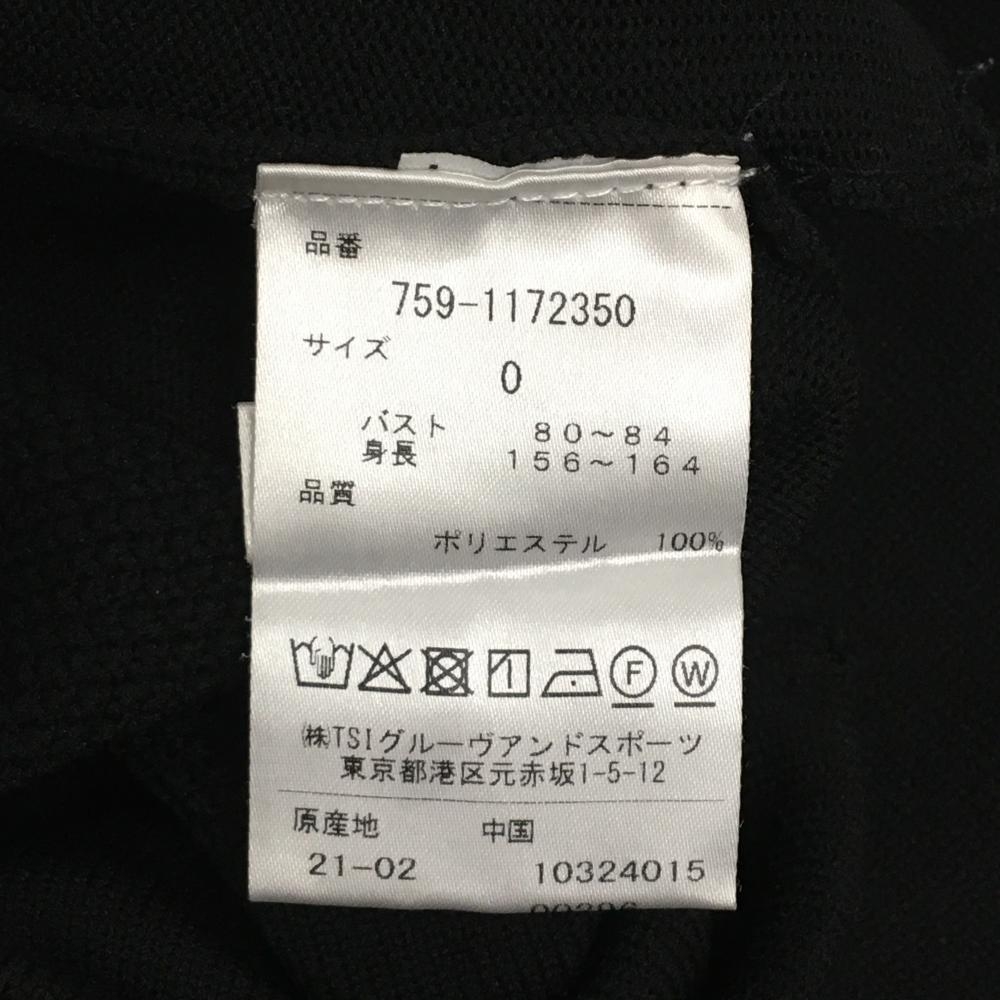 品番
759-1172350
サイズ
0
バスト 80～84
身長 156～164
品質
ポリエステル 100%
F W
㈱TSIグルーヴアンドスポーツ
東京都港区元赤坂1-5-12
原産地 中国
21-02 10324015